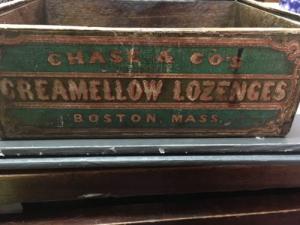 CHASE & CO'S
CREAMELLOW LOZENGES
BOSTON, MASS.